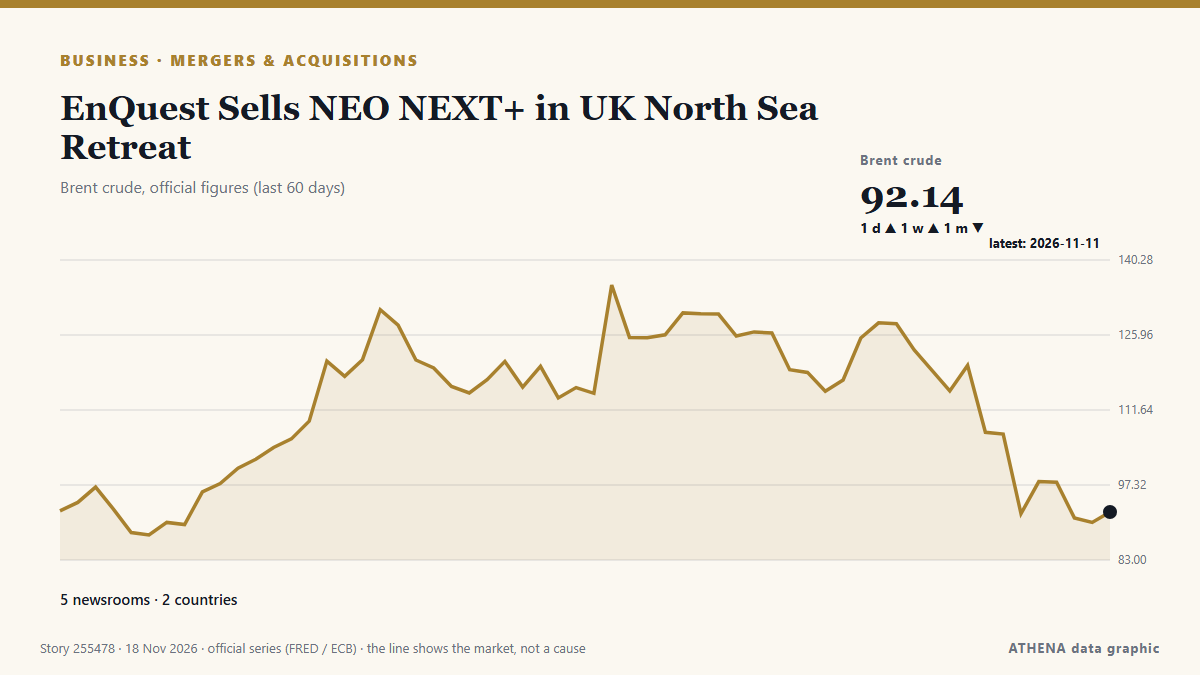 BUSINESS · MERGERS & ACQUISITIONS
EnQuest Sells NEO NEXT+ in UK North Sea
Retreat
Brent crude, official figures (last 60 days)
Brent crude
92.14
1 d ▲ 1 w ▲ 1 m ▼
latest: 2026-11-11
140.28
125.96
111.64
97.32
83.00
5 newsrooms · 2 countries
Story 255478 · 18 Nov 2026 · official series (FRED / ECB) · the line shows the market, not a cause
ATHENA data graphic